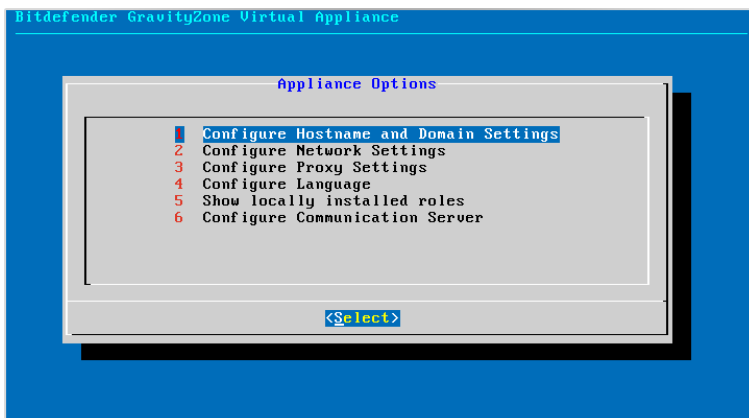 Bitdefender GravityZone Virtual Appliance
Appliance Options
1 Configure Hostname and Domain Settings
2 Configure Network Settings
3 Configure Proxy Settings
4 Configure Language
5 Show locally installed roles
6 Configure Communication Server
<Select>